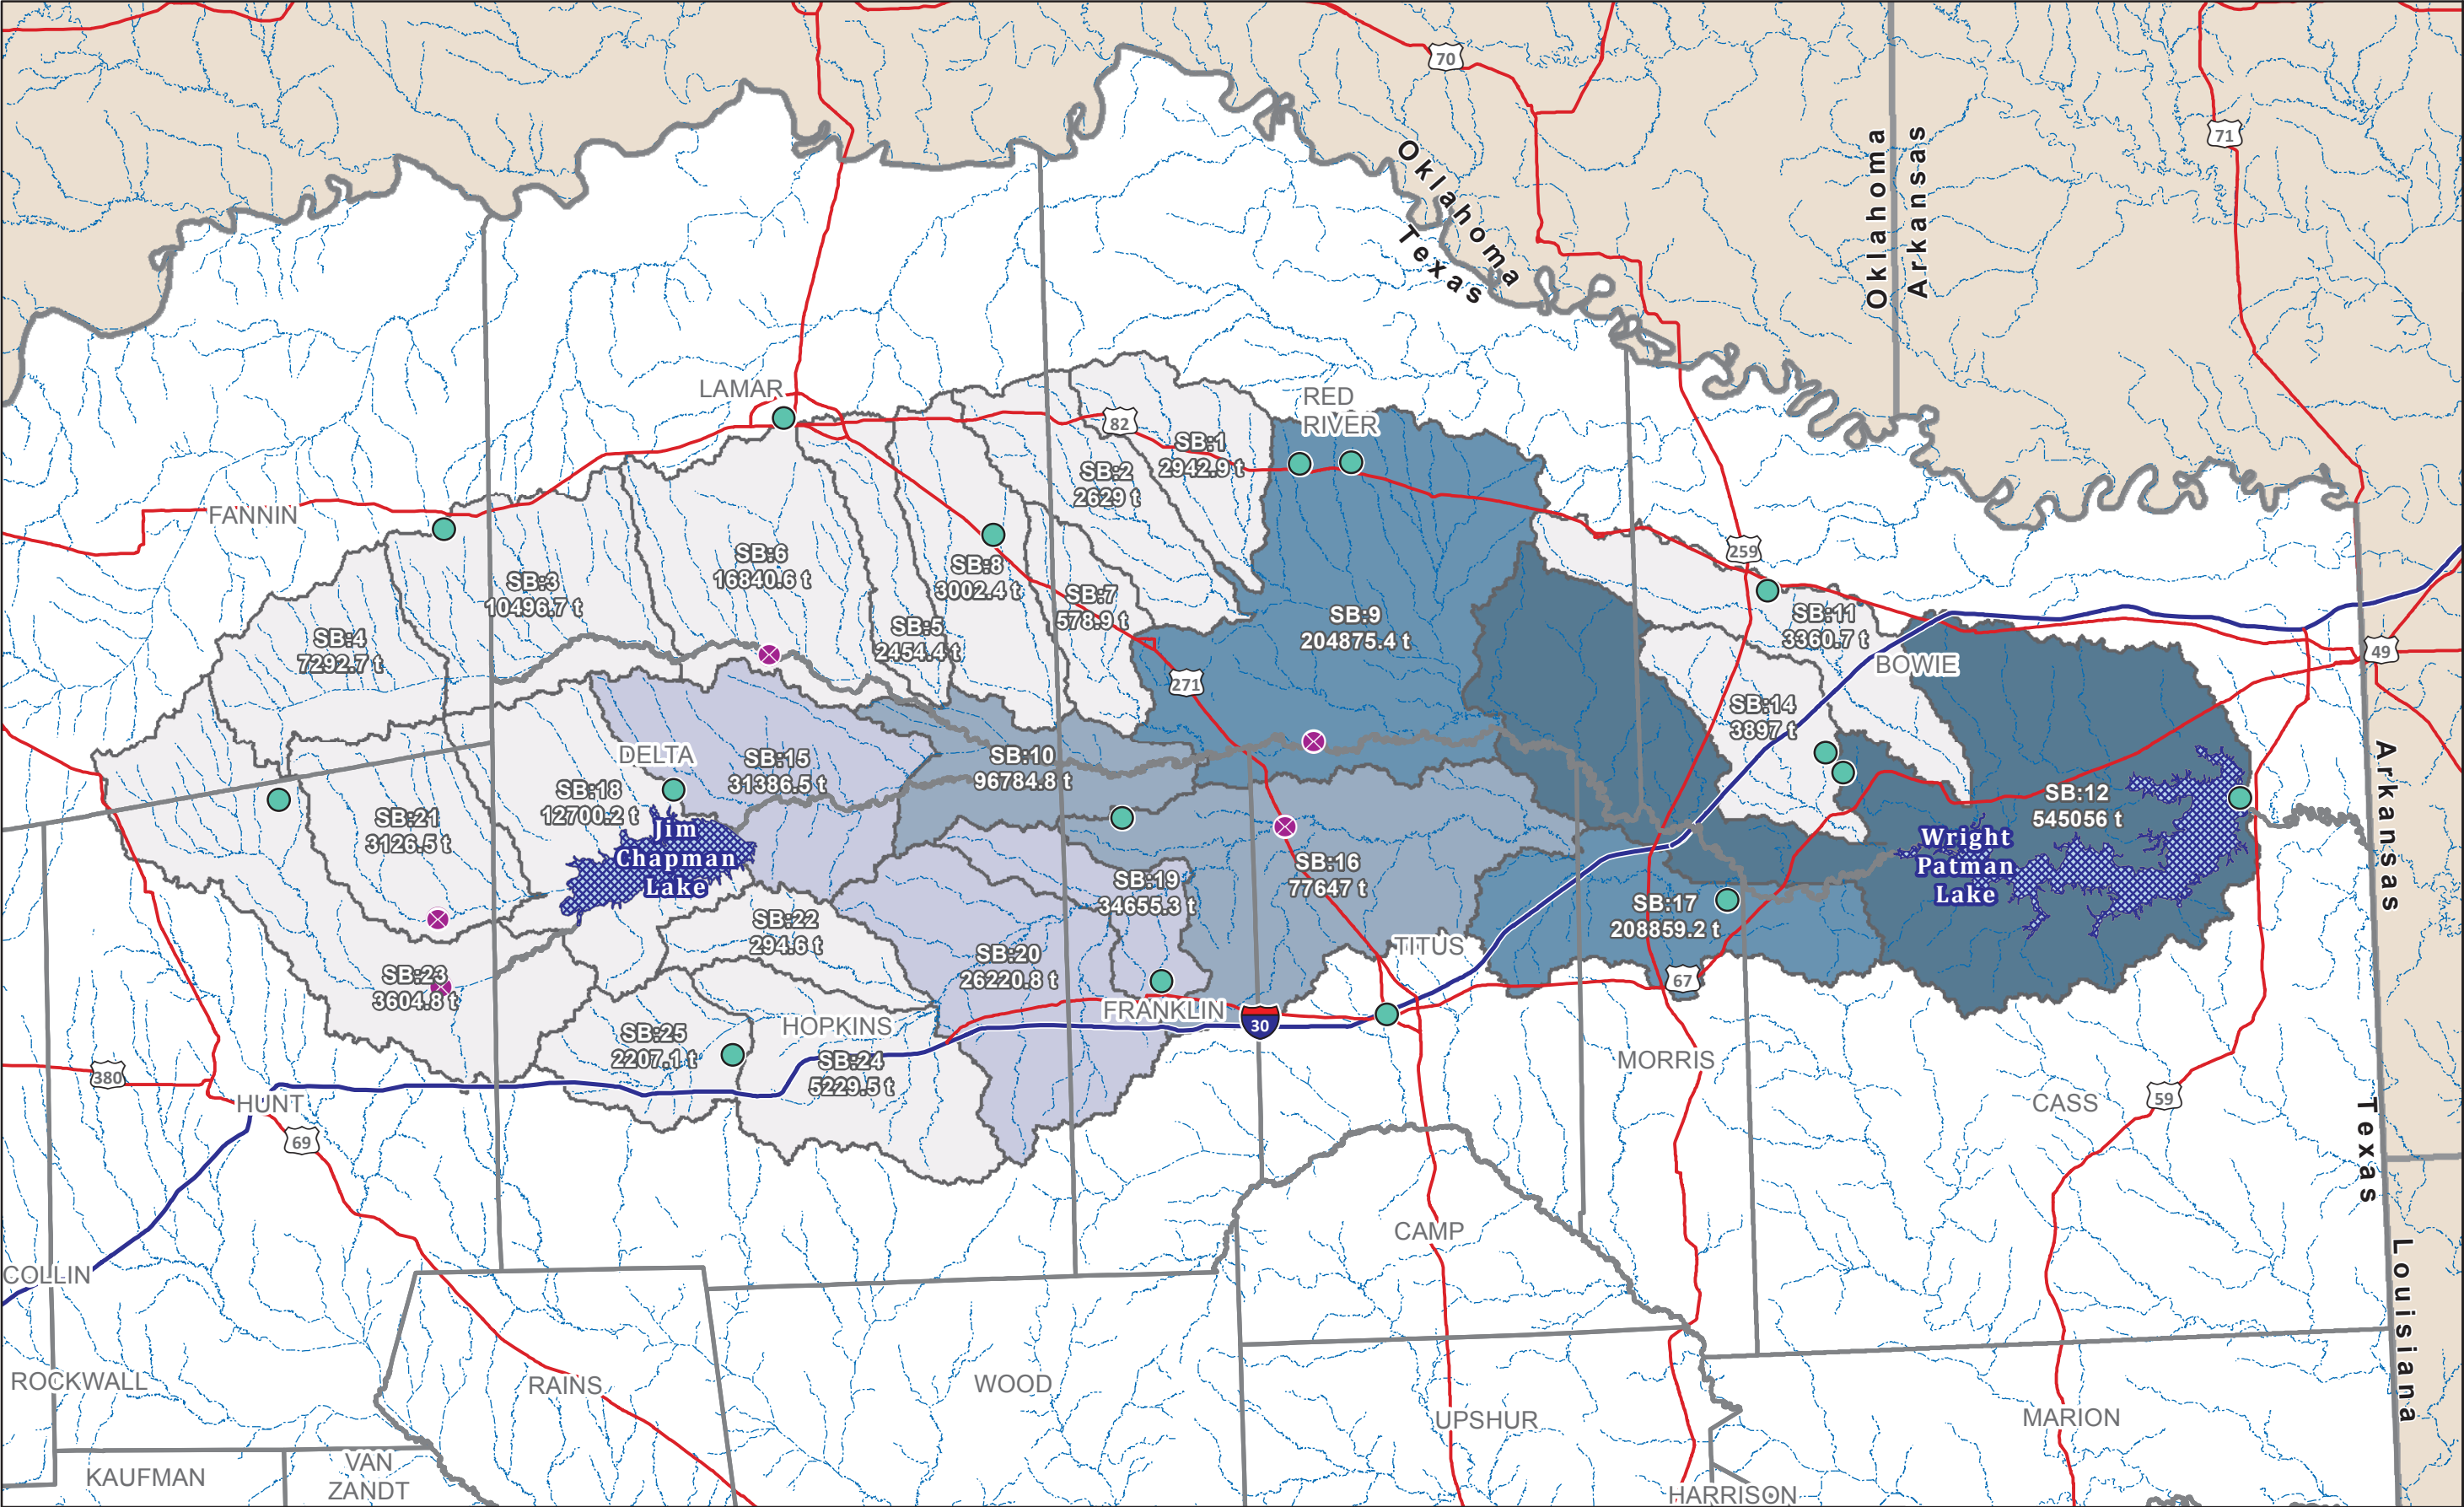 70
71
Oklahoma
Texas
Oklahoma
Arkansas
LAMAR
RED
RIVER
82
SB:1
2942.9 t
SB:2
2629 t
FANNIN
SB:3
10496.7 t
SB:6
16840.6 t
SB:8
3002.4 t
SB:7
578.9 t
259
SB:4
7292.7 t
SB:5
2454.4 t
SB:9
204875.4 t
SB:11
3360.7 t
BOWIE
49
271
SB:14
3897 t
DELTA
SB:15
31386.5 t
SB:10
96784.8 t
SB:18
12700.2 t
SB:12
545056 t
SB:21
3126.5 t
Jim
Chapman
Lake
Wright
Patman
Lake
Arkansas
SB:16
77647 t
SB:19
34655.3 t
SB:17
208859.2 t
SB:22
294.6 t
SB:20
26220.8 t
TITUS
SB:23
3604.8 t
67
FRANKLIN
30
HOPKINS
SB:25
2207.1 t
SB:24
5229.5 t
MORRIS
380
HUNT
69
59
CASS
Texas
CAMP
COLLIN
Louisiana
ROCKWALL
RAINS
WOOD
UPSHUR
MARION
KAUFMAN
VAN
ZANDT
HARRISON